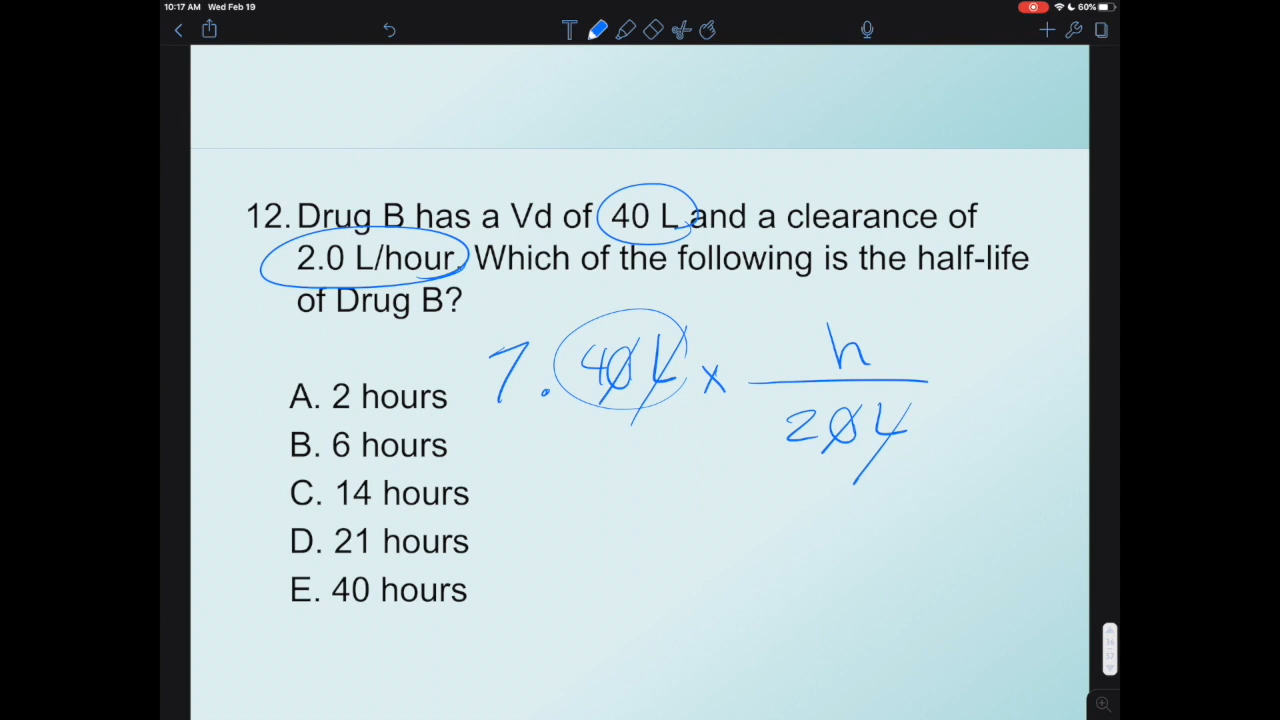 10:17 AM Wed Feb 19
60%
T
12. Drug B has a Vd of 40 L and a clearance of
2.0 L/hour. Which of the following is the half-life
of Drug B?
7. 40 L x h
20 L
A. 2 hours
B. 6 hours
C. 14 hours
D. 21 hours
E. 40 hours
36
57